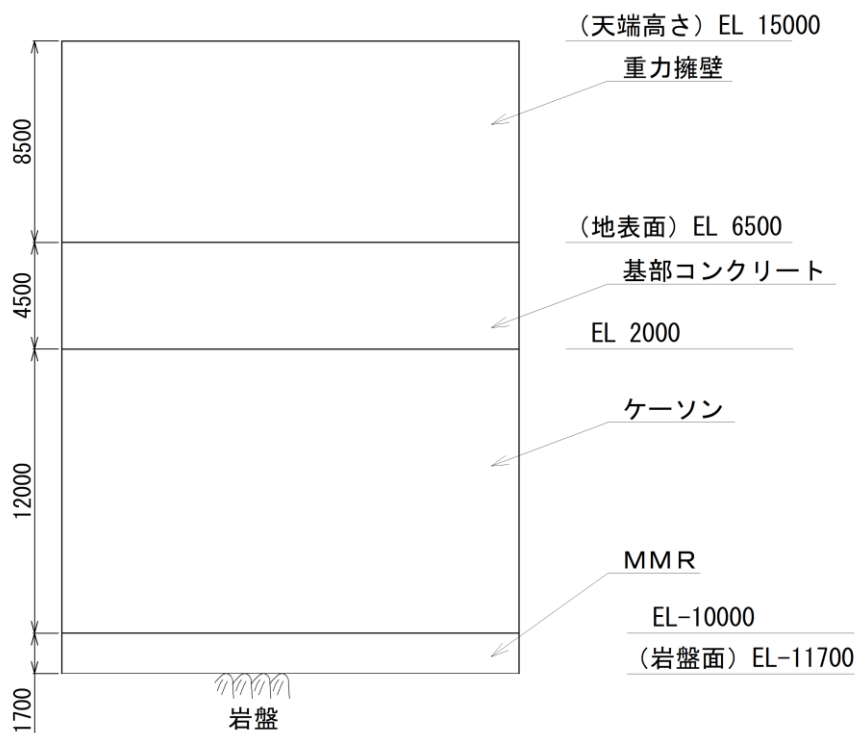 (天端高さ) EL 15000
重力擁壁
8500
(地表面) EL 6500
基部コンクリート
4500
EL 2000
ケーソン
12000
MMR
EL-10000
(岩盤面) EL-11700
1700
岩盤